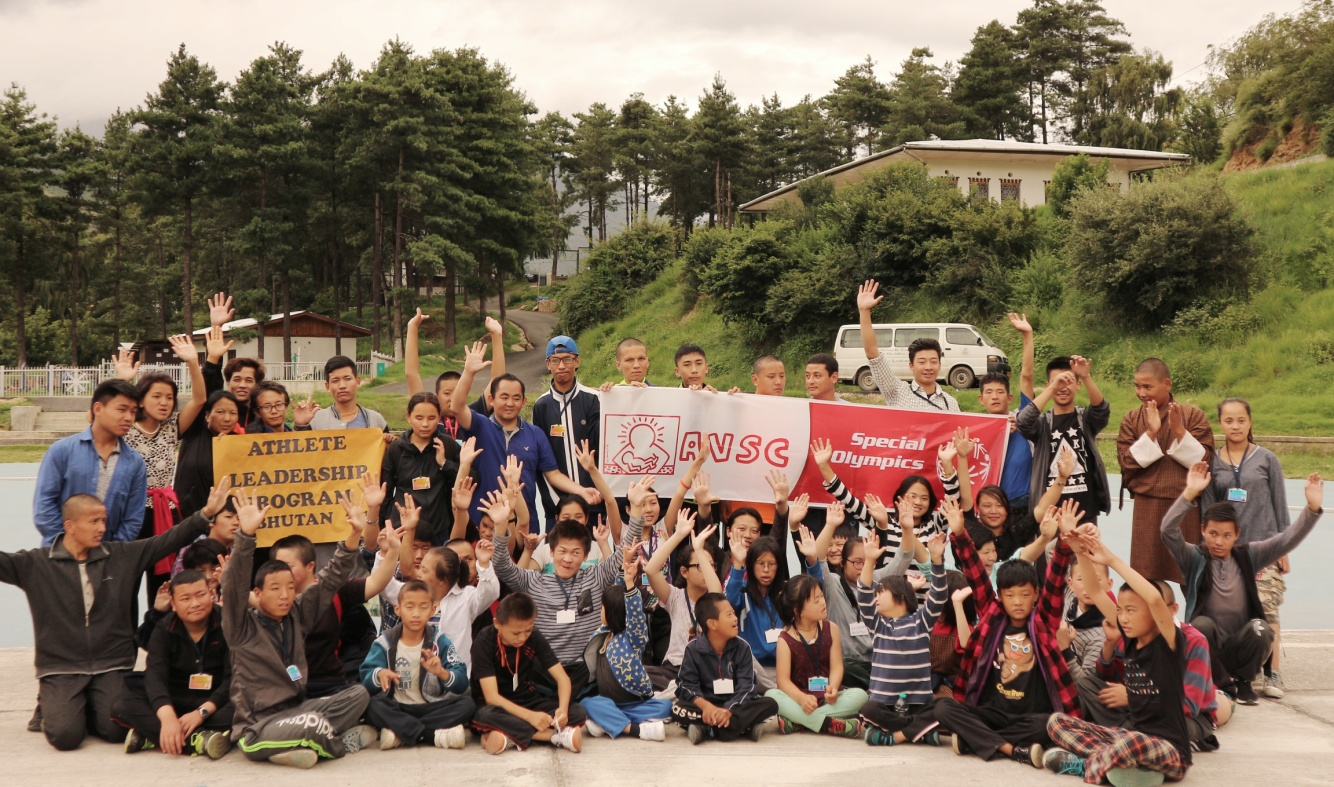 ATHLETE
LEADERSHIP
PROGRAM
BHUTAN
AVSC
Special
Olympics
adidas